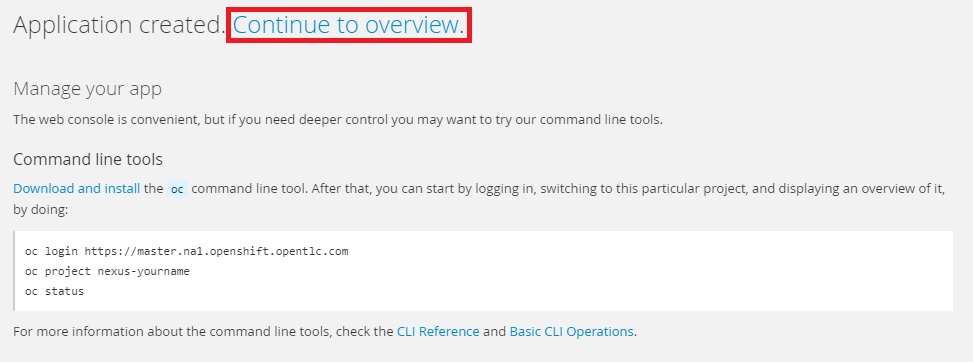 Application created. Continue to overview.
Manage your app
The web console is convenient, but if you need deeper control you may want to try our command line tools.
Command line tools
Download and install the oc command line tool. After that, you can start by logging in, switching to this particular project, and displaying an overview of it,
by doing:
oc login https://master.na1.openshift.opentlc.com
oc project nexus-yourname
oc status
For more information about the command line tools, check the CLI Reference and Basic CLI Operations.